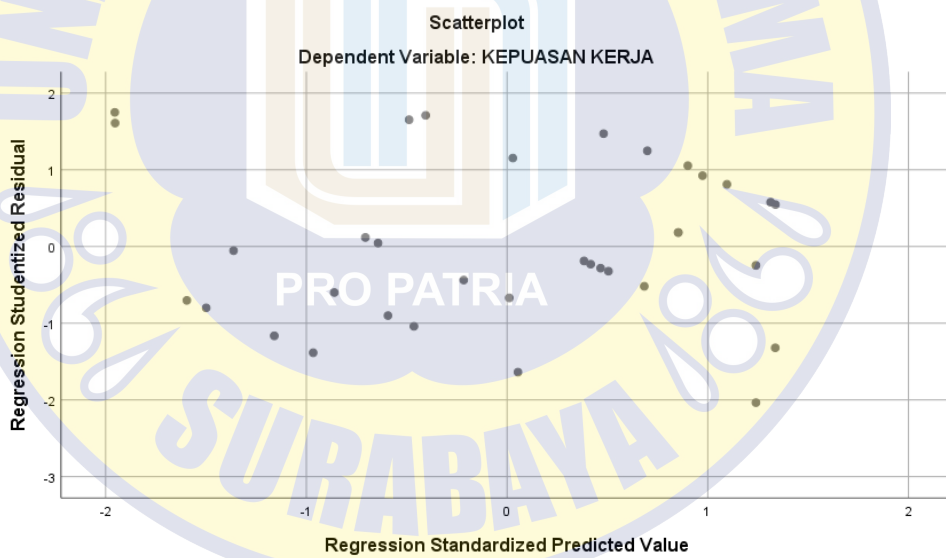 Scatterplot
Dependent Variable: KEPUASAN KERJA
Regression Studentized Residual
2
1
0
-1
-2
-3
-2
-1
0
1
2
Regression Standardized Predicted Value
PRO PATRIA
SURABAYA